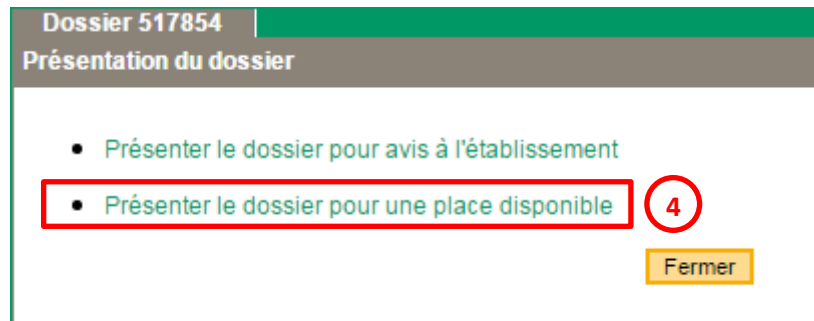 Dossier 517854
Présentation du dossier
Présenter le dossier pour avis à l'établissement
Présenter le dossier pour une place disponible
4
Fermer